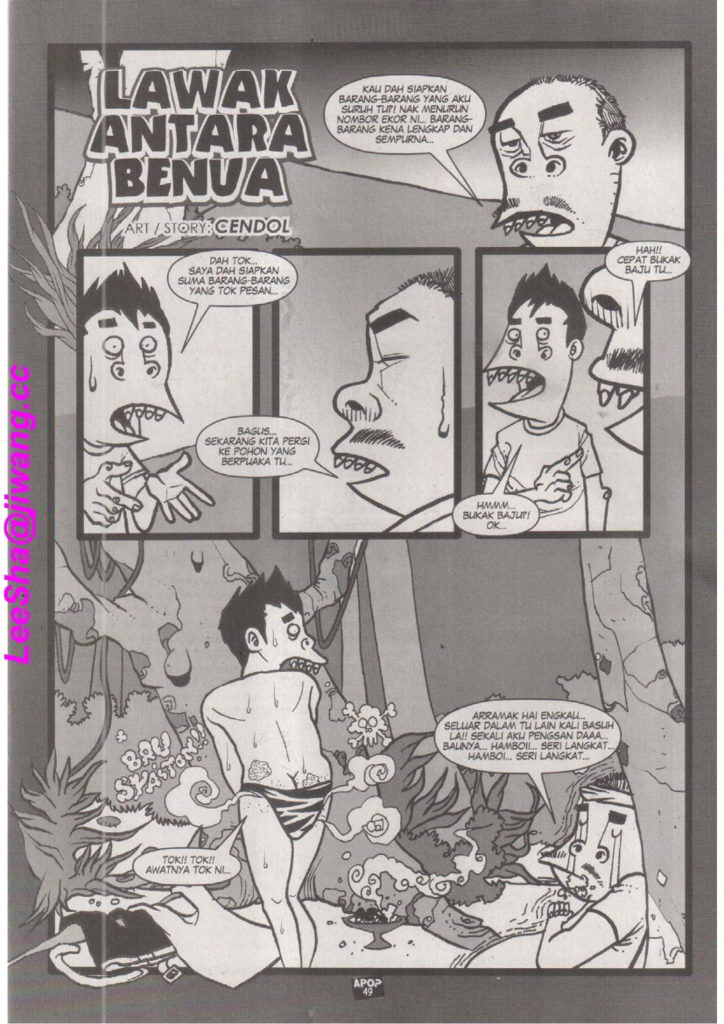 LAWAK
ANTARA
BENUA
ART / STORY: CENDOL
KAU DAH SIAPKAN
BARANG-BARANG YANG AKU
SURUH TU?! NAK MENURUN
NOMBOR EKOR NI... BARANG-
BARANG KENA LENGKAP DAN
SEMPURNA...
DAH TOK...
SAYA DAH SIAPKAN
SUMA BARANG-BARANG
YANG TOK PESAN...
BAGUS...
SEKARANG KITA PERGI
KE POHON YANG
BERPUAKA TU...
HAH!!
CEPAT BUKAK
BAJU TU...
HMMM...
BUKAK BAJU?!
OK...
ARRAMAK HAI ENGKAU...
SELUAR DALAM TU LAIN KALI BASUH
LA!! SEKALI AKU PENGSAN DAAA...
BAUNYA... HAMBOII... SERI LANGKAT...
HAMBOI... SERI LANGKAT...
TOK!! TOK!!
AWATNYA TOK NI...
APOP
49
LeeSha@jiwang.cc